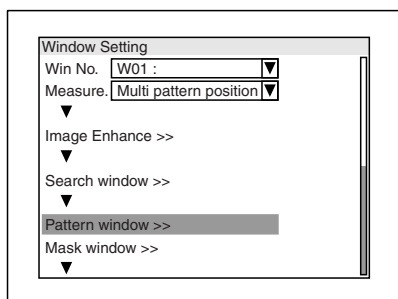 Window Setting
Win No. W01 :
Measure. Multi pattern position
Image Enhance >>
Search window >>
Pattern window >>
Mask window >>